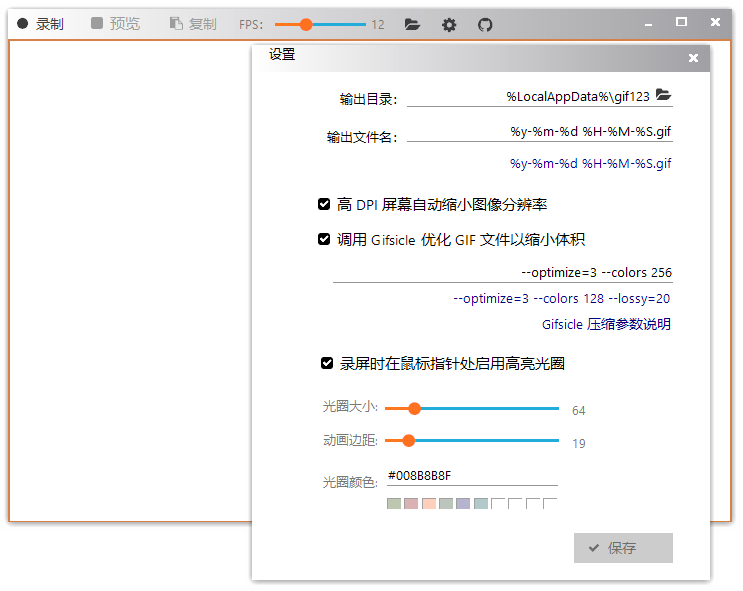 录制 预览 复制 FPS: 12
设置
输出目录: %LocalAppData%\gif123
输出文件名: %y-%m-%d %H-%M-%S.gif
%y-%m-%d %H-%M-%S.gif
高 DPI 屏幕自动缩小图像分辨率
调用 Gifsicle 优化 GIF 文件以缩小体积
--optimize=3 --colors 256
--optimize=3 --colors 128 --lossy=20
Gifsicle 压缩参数说明
录屏时在鼠标指针处启用高亮光圈
光圈大小: 64
动画边距: 19
光圈颜色: #008B8B8F
保存